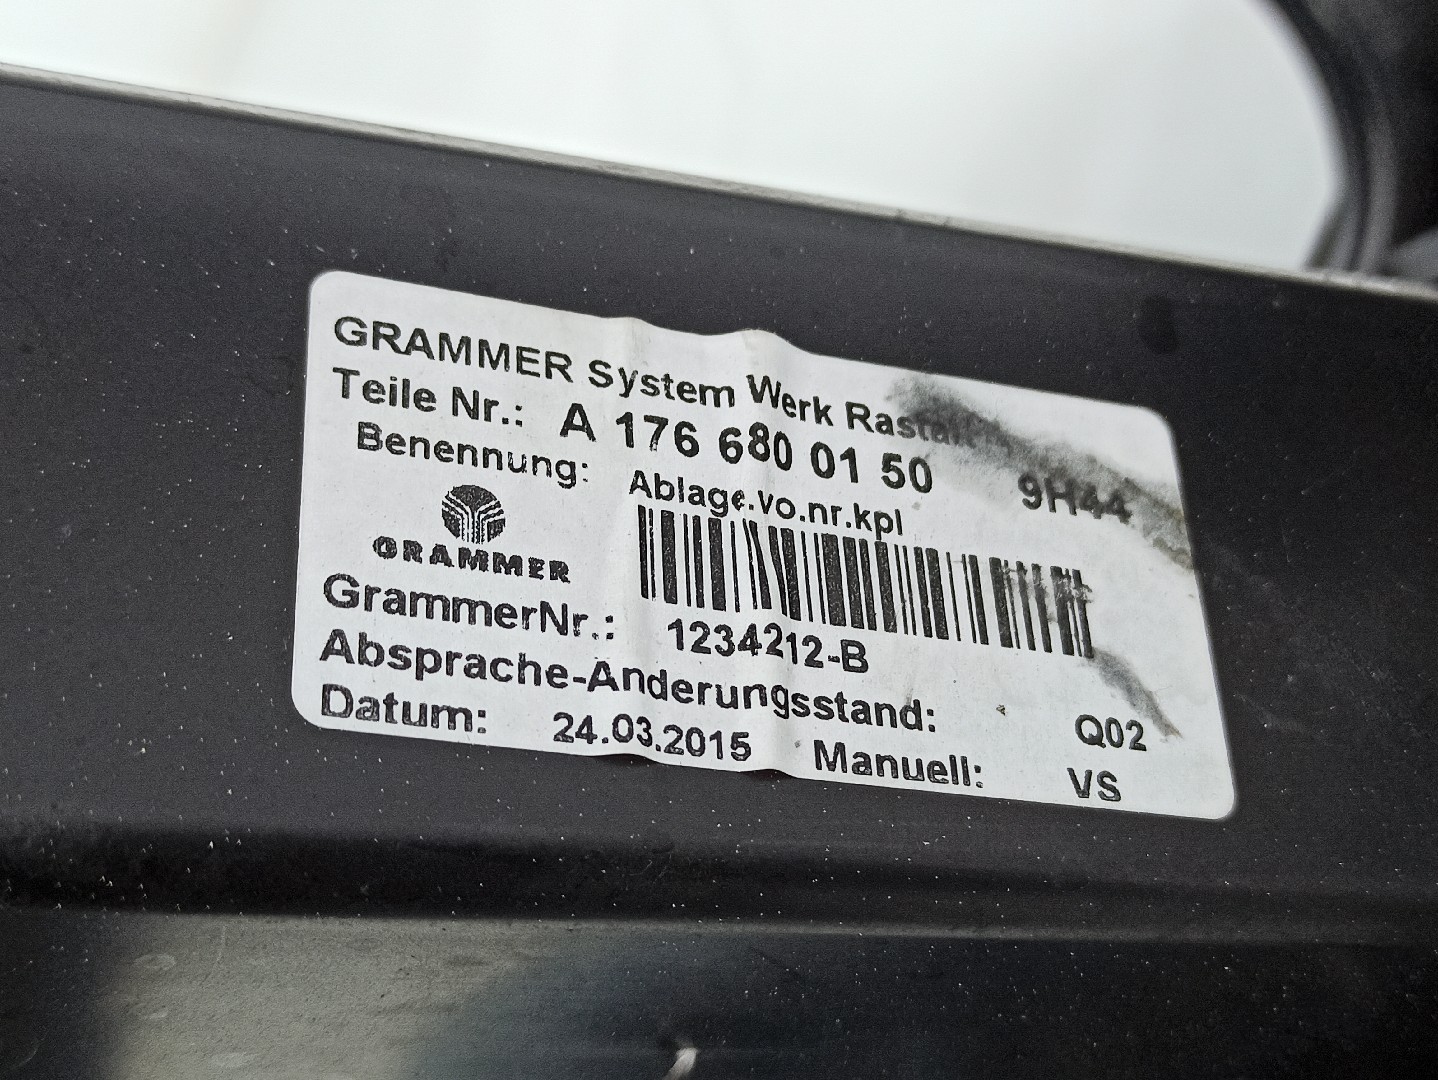 GRAMMER System Werk Rastatt
Teile Nr.: A 176 680 01 50 9H44
Benennung: Ablage.vo.nr.kpl
GRAMMER
GrammerNr.: 1234212-B
Absprache-Änderungsstand: Q02
Datum: 24.03.2015 Manuell: VS